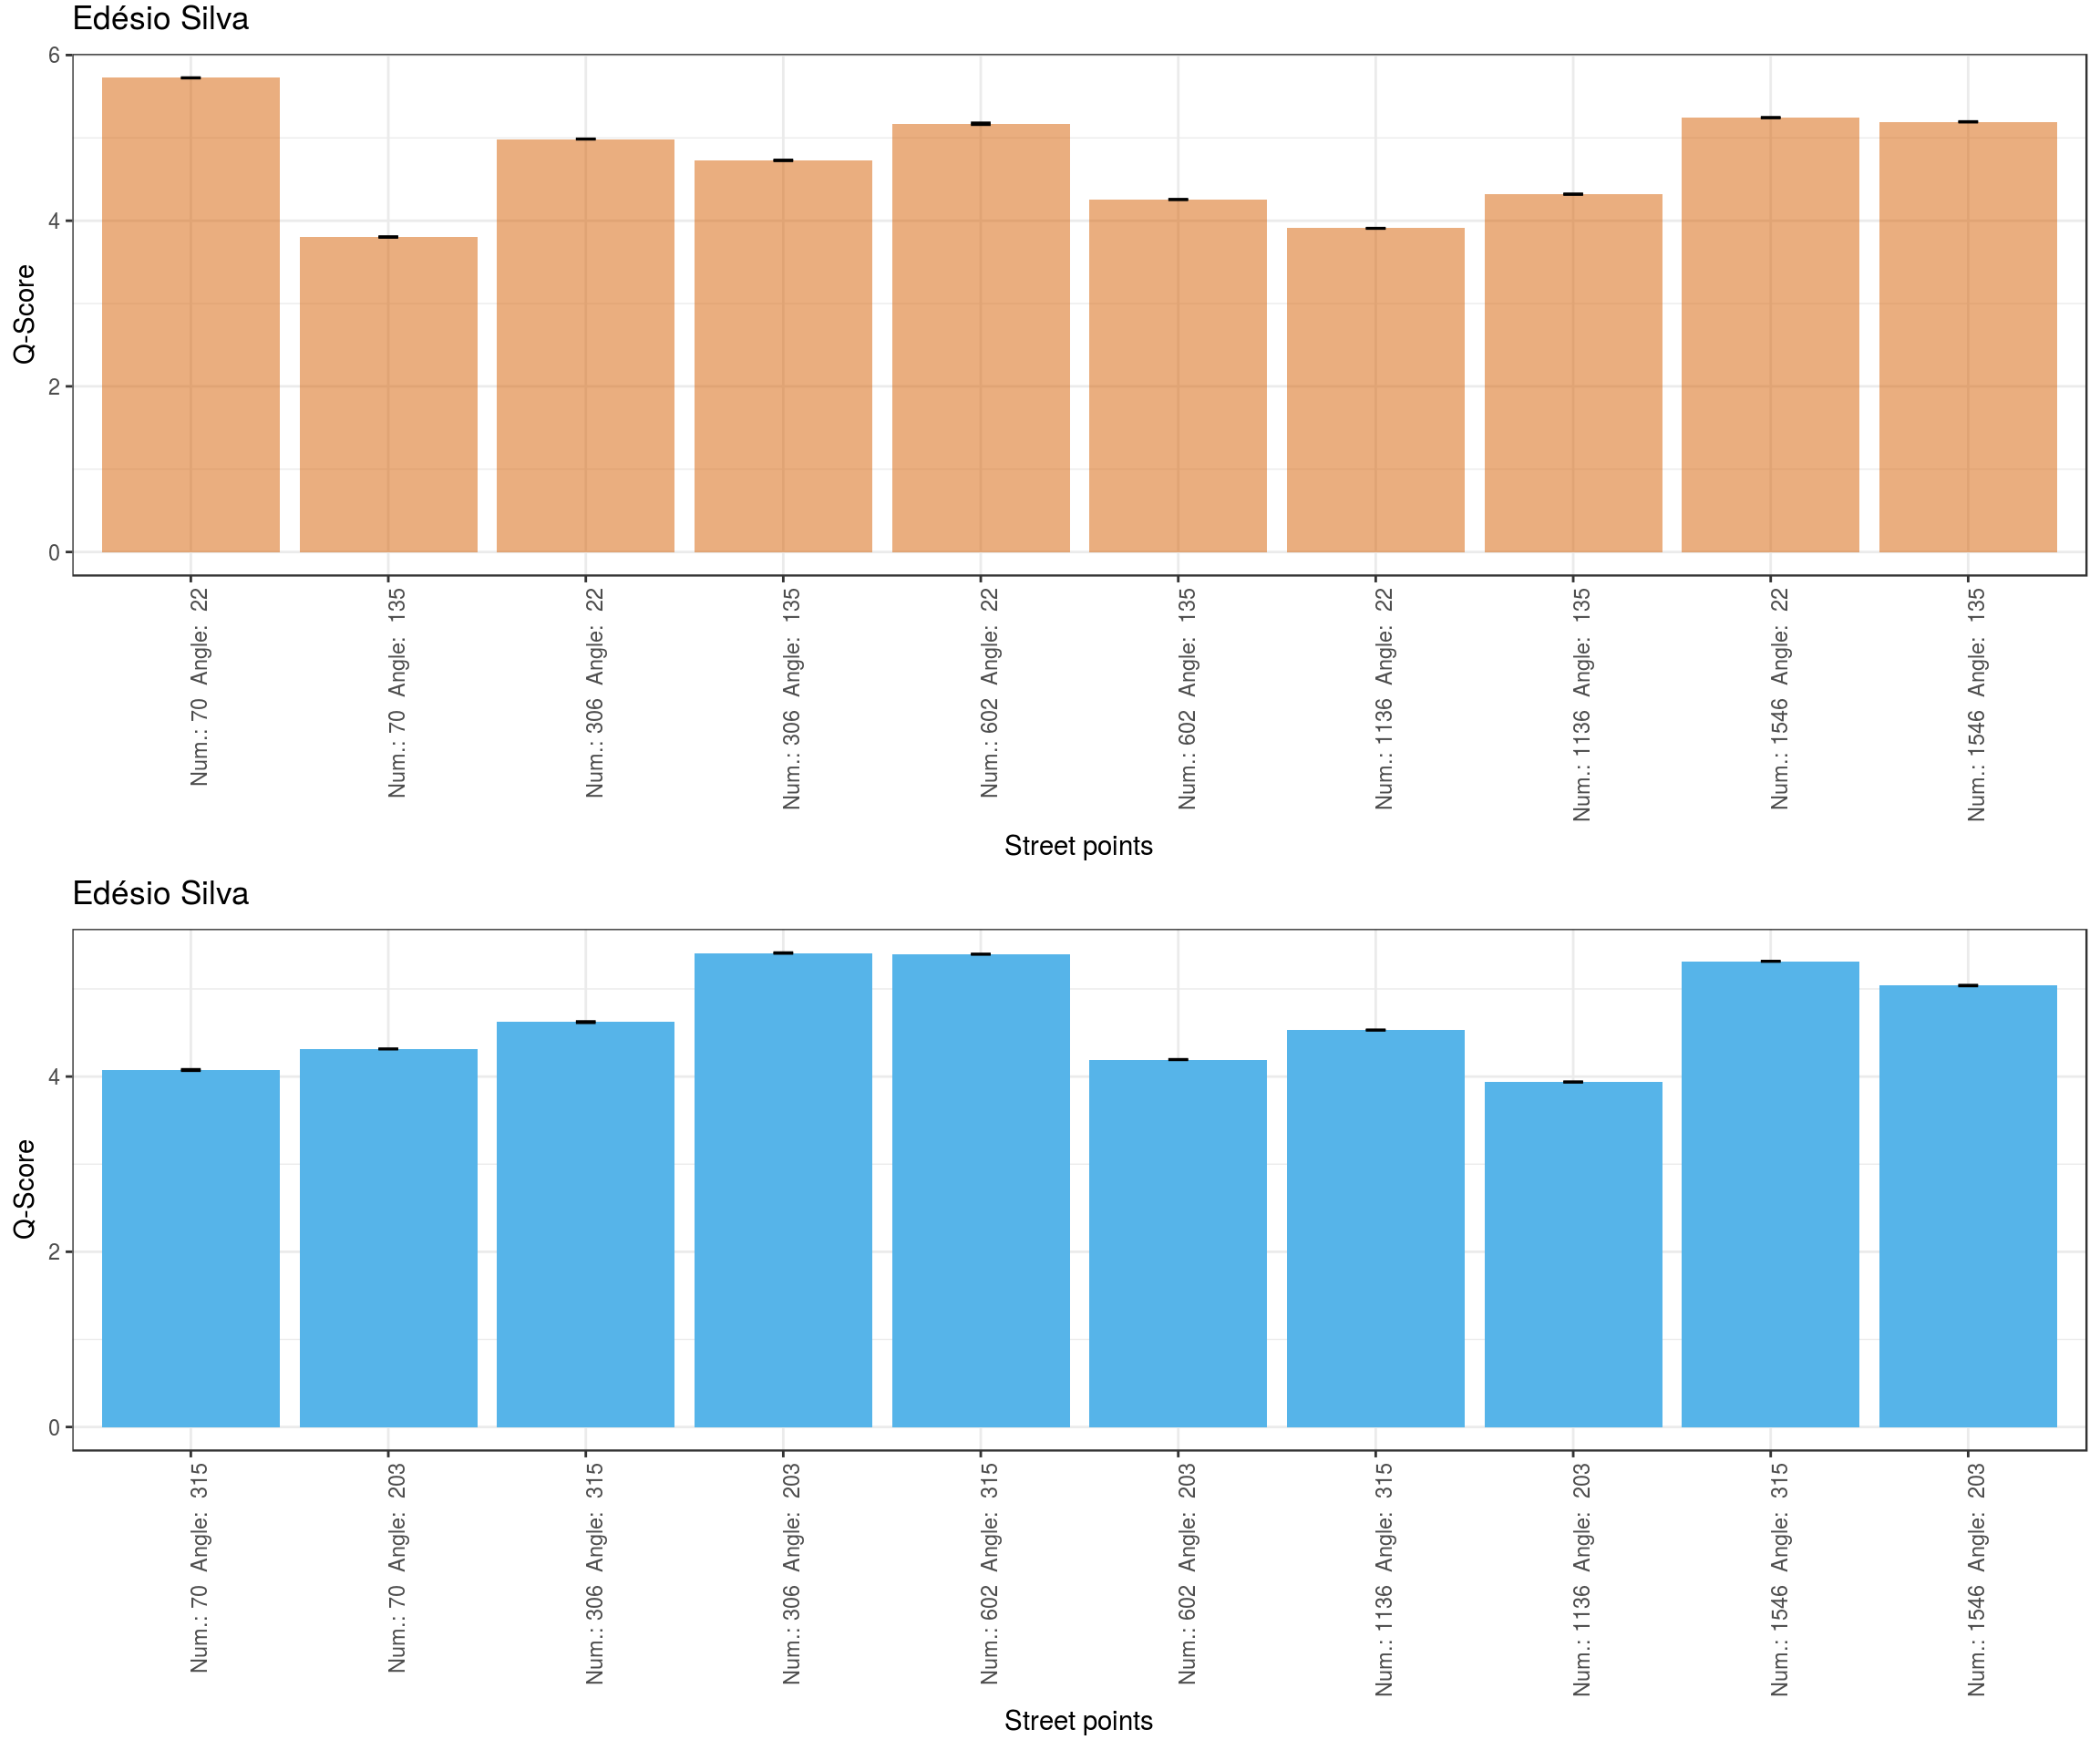 Edésio Silva
Q-Score
6
4
2
0
Num.: 70 Angle: 22
Num.: 70 Angle: 135
Num.: 306 Angle: 22
Num.: 306 Angle: 135
Num.: 602 Angle: 22
Num.: 602 Angle: 135
Num.: 1136 Angle: 22
Num.: 1136 Angle: 135
Num.: 1546 Angle: 22
Num.: 1546 Angle: 135
Street points
Edésio Silva
Q-Score
4
2
0
Num.: 70 Angle: 315
Num.: 70 Angle: 203
Num.: 306 Angle: 315
Num.: 306 Angle: 203
Num.: 602 Angle: 315
Num.: 602 Angle: 203
Num.: 1136 Angle: 315
Num.: 1136 Angle: 203
Num.: 1546 Angle: 315
Num.: 1546 Angle: 203
Street points